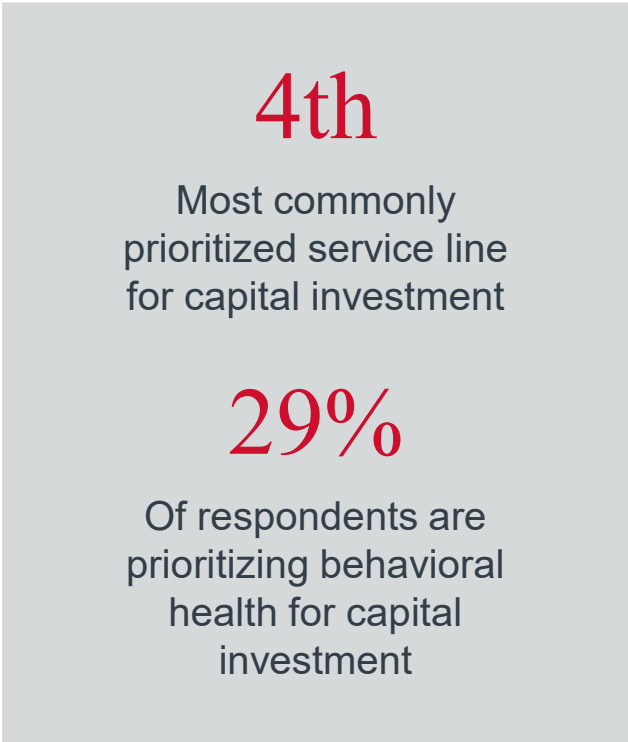 4th
Most commonly
prioritized service line
for capital investment
29%
Of respondents are
prioritizing behavioral
health for capital
investment